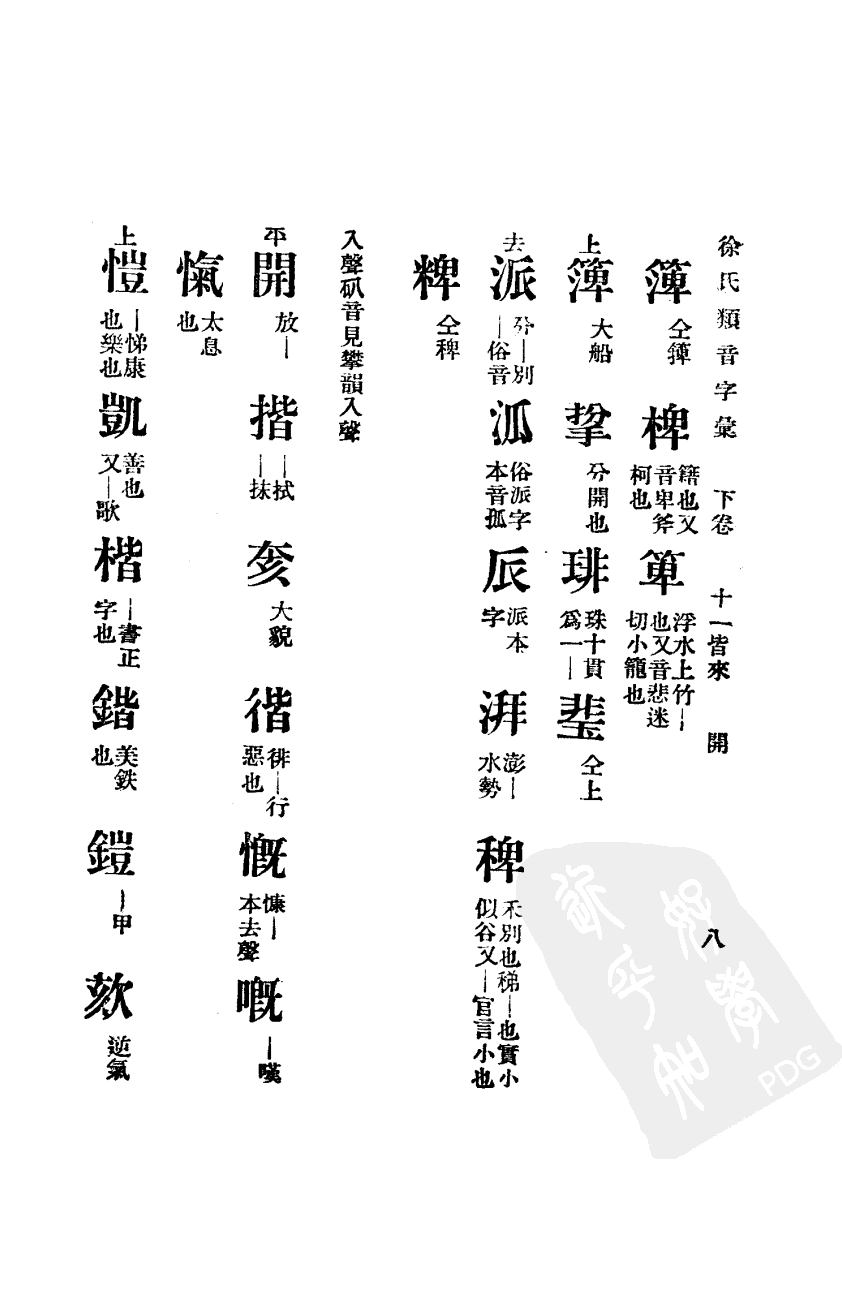 徐氏類音字彙 下卷 十一皆來 開 八
簿 仝簰 椑 籍也又音卑斧柯也 箄 浮水上竹｜也又音悲迷切小籠也
上 簿 大船 㧳 分開也 琲 珠十貫爲一｜ 琧 仝上
去 派 分｜別｜俗音 泒 俗派字本音孤 𠂢 派本字 湃 澎｜水勢 稗 禾別也稊｜也實小似谷又｜官言小也
粺 仝稗
入聲矾音見攀韻入聲
平 開 放｜ 揩 ｜｜拭抹 奒 大貌 偕 徘｜行惡也 慨 慷｜本去聲 嘅 ｜嘆
愾 太息也
上 愷 ｜悌康也樂也 凱 善也又｜歌 楷 ｜書正字也 鍇 美鉄也 鎧 ｜甲 欬 逆氣
PDG